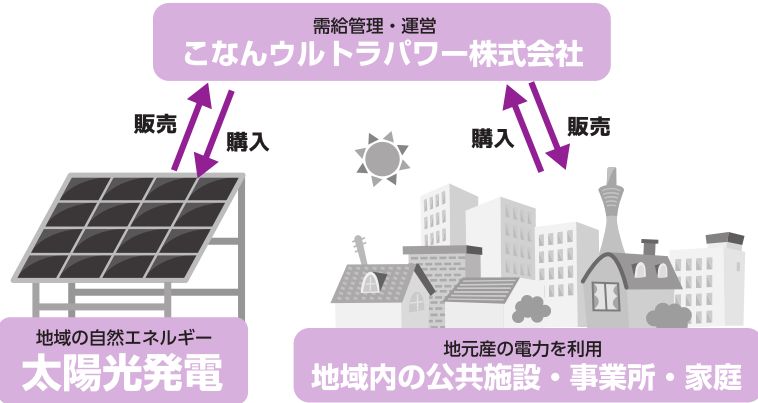 需給管理・運営
こなんウルトラパワー株式会社
販売
購入
購入
販売
地域の自然エネルギー
太陽光発電
地元産の電力を利用
地域内の公共施設・事業所・家庭